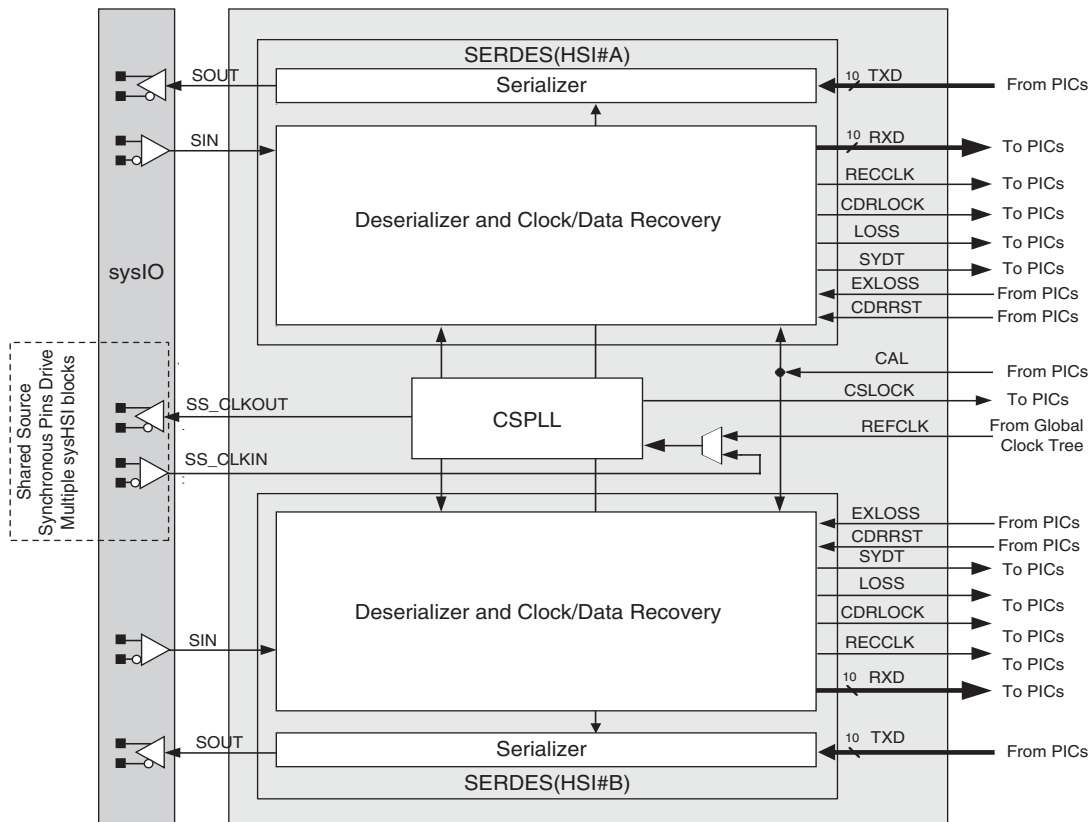 SERDES(HSI#A)
SOUT
Serializer
10 TXD
From PICs
SIN
10 RXD
To PICs
RECCLK
To PICs
Deserializer and Clock/Data Recovery
CDRLOCK
To PICs
LOSS
To PICs
sysIO
SYDT
To PICs
EXLOSS
From PICs
CDRRST
From PICs
Shared Source
Synchronous Pins Drive
Multiple sysHSI blocks
CAL
From PICs
SS_CLKOUT
CSPLL
CSLOCK
To PICs
REFCLK
From Global
Clock Tree
SS_CLKIN
EXLOSS
From PICs
CDRRST
From PICs
SYDT
To PICs
LOSS
To PICs
Deserializer and Clock/Data Recovery
CDRLOCK
To PICs
SIN
RECCLK
To PICs
10 RXD
To PICs
SOUT
Serializer
10 TXD
From PICs
SERDES(HSI#B)